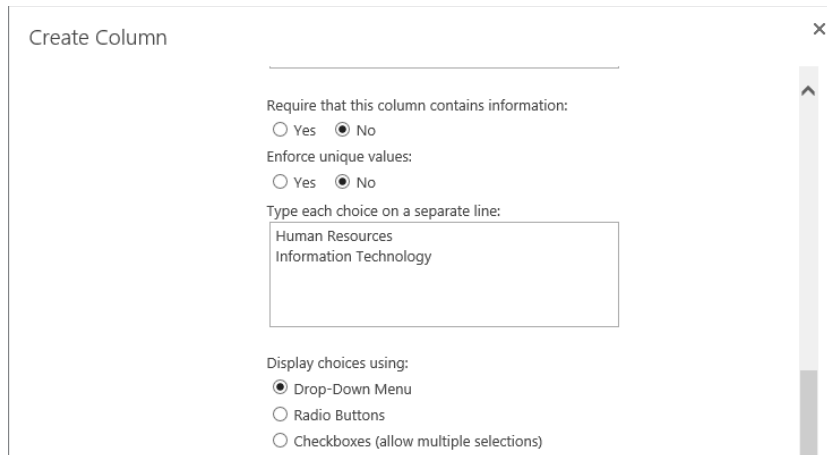 Create Column
Require that this column contains information:
Yes No
Enforce unique values:
Yes No
Type each choice on a separate line:
Human Resources
Information Technology
Display choices using:
Drop-Down Menu
Radio Buttons
Checkboxes (allow multiple selections)